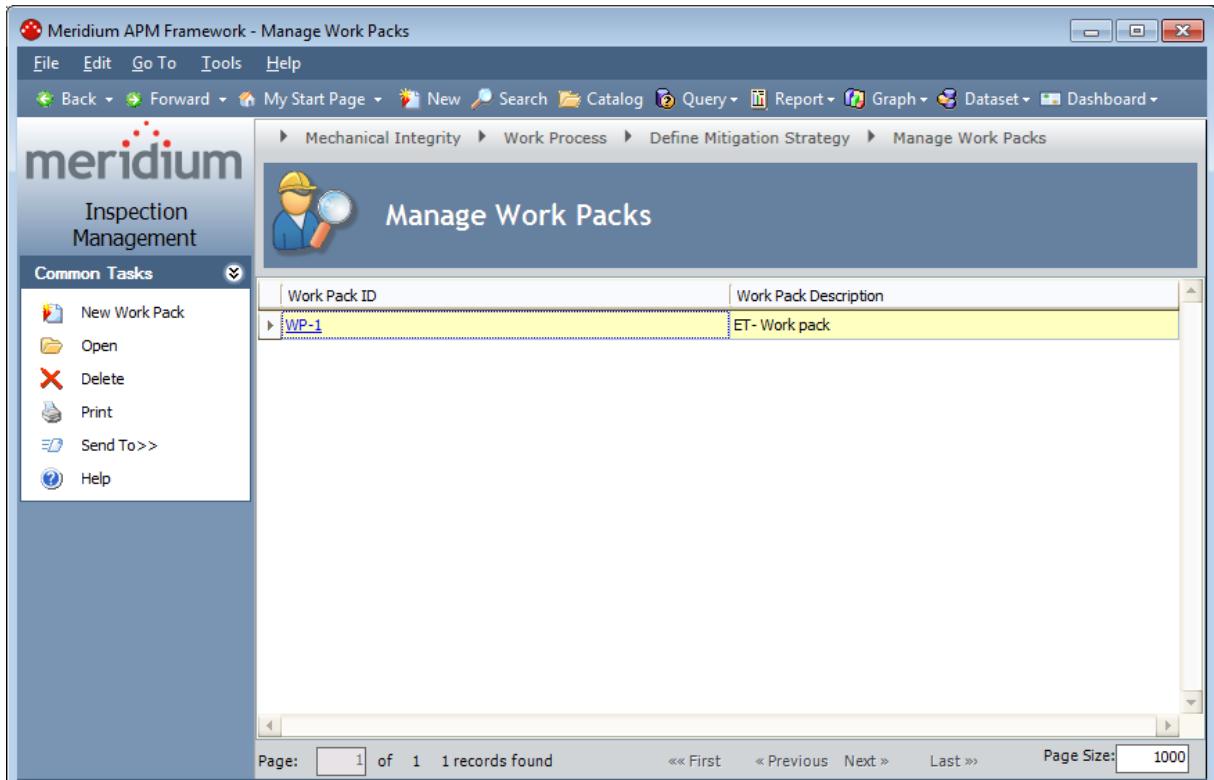 Meridium APM Framework - Manage Work Packs
File Edit Go To Tools Help
Back Forward My Start Page New Search Catalog Query Report Graph Dataset Dashboard
meridium
Inspection
Management
Mechanical Integrity Work Process Define Mitigation Strategy Manage Work Packs
Manage Work Packs
Common Tasks
New Work Pack
Open
Delete
Print
Send To>>
Help
Work Pack ID Work Pack Description
WP-1 ET- Work pack
Page: 1 of 1 1 records found «« First « Previous Next » Last »» Page Size: 1000